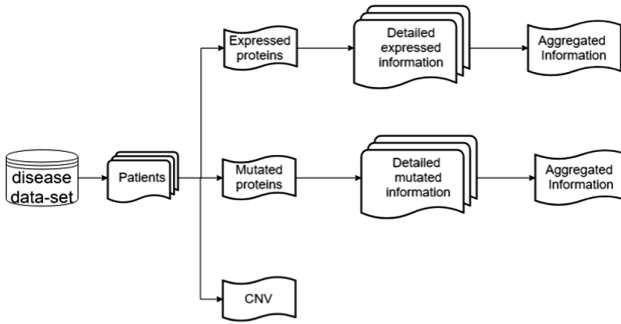 Expressed
proteins
Detailed
expressed
information
Aggregated
Information
disease
data-set
Patients
Mutated
proteins
Detailed
mutated
information
Aggregated
Information
CNV